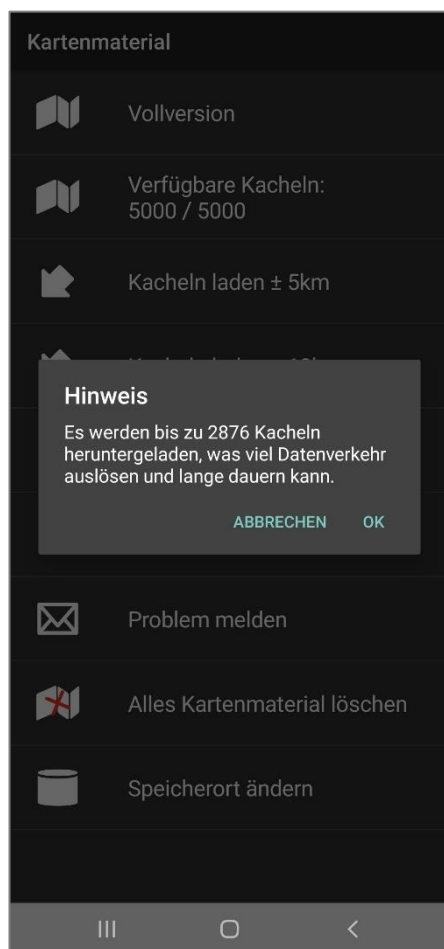 Kartenmaterial
Vollversion
Verfügbare Kacheln:
5000 / 5000
Kacheln laden ± 5km
Hinweis
Es werden bis zu 2876 Kacheln
heruntergeladen, was viel Datenverkehr
auslösen und lange dauern kann.
ABBRECHEN OK
Problem melden
Alles Kartenmaterial löschen
Speicherort ändern